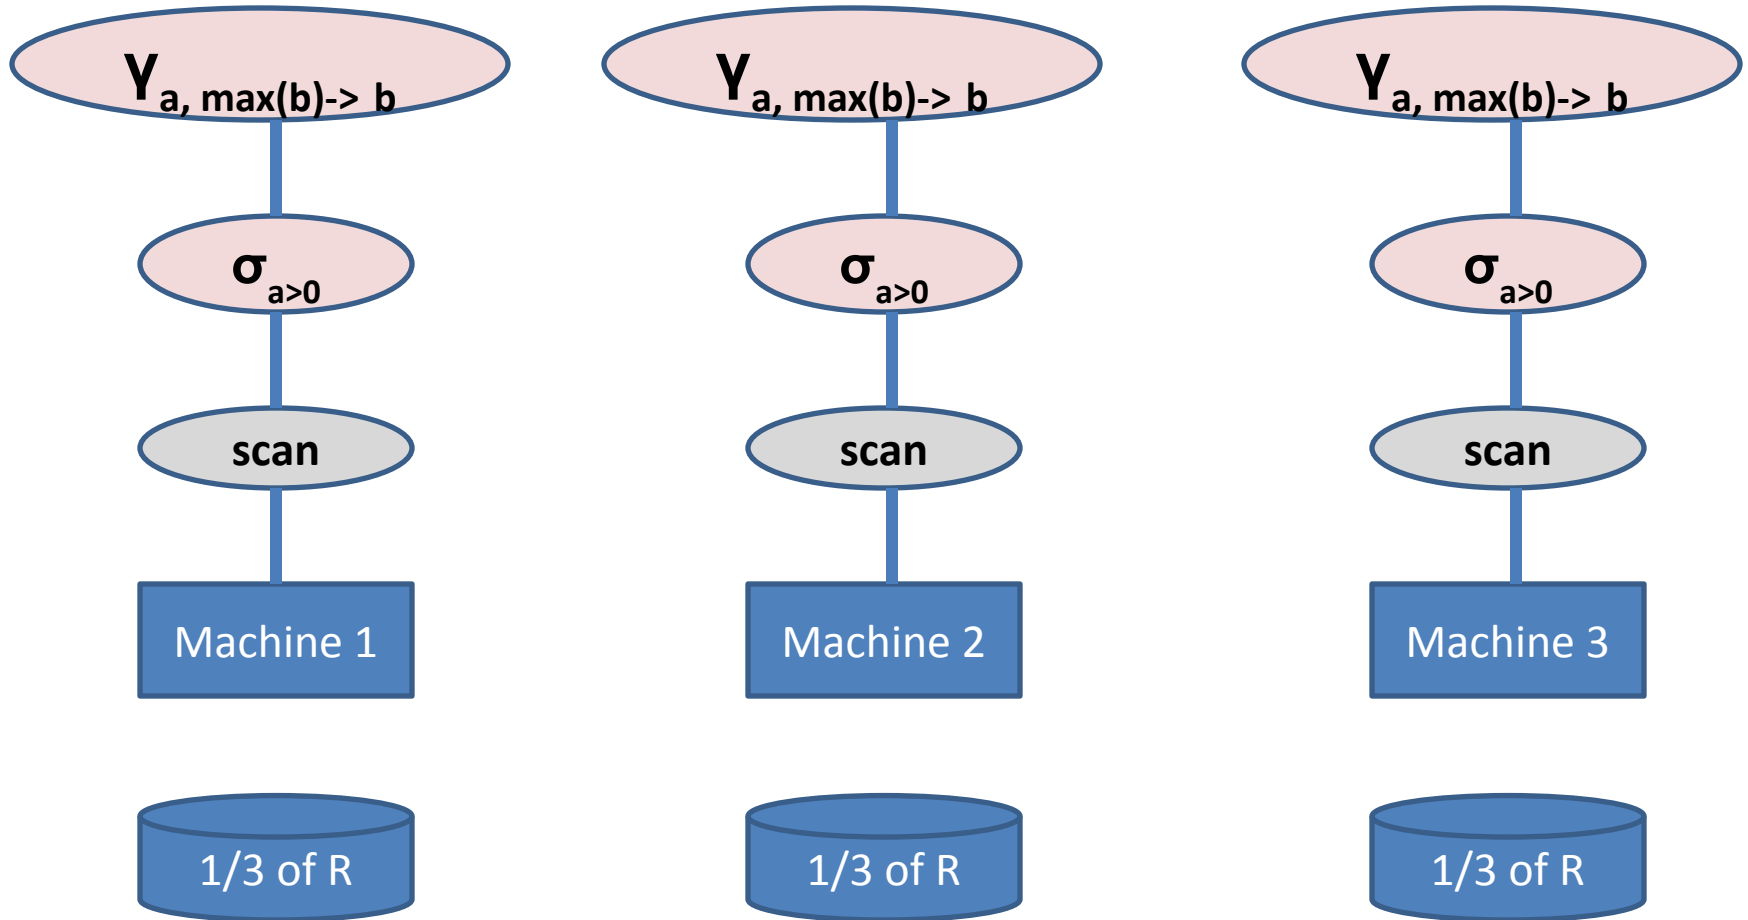 γa, max(b)-> b
γa, max(b)-> b
γa, max(b)-> b
σa>0
σa>0
σa>0
scan
scan
scan
Machine 1
Machine 2
Machine 3
1/3 of R
1/3 of R
1/3 of R